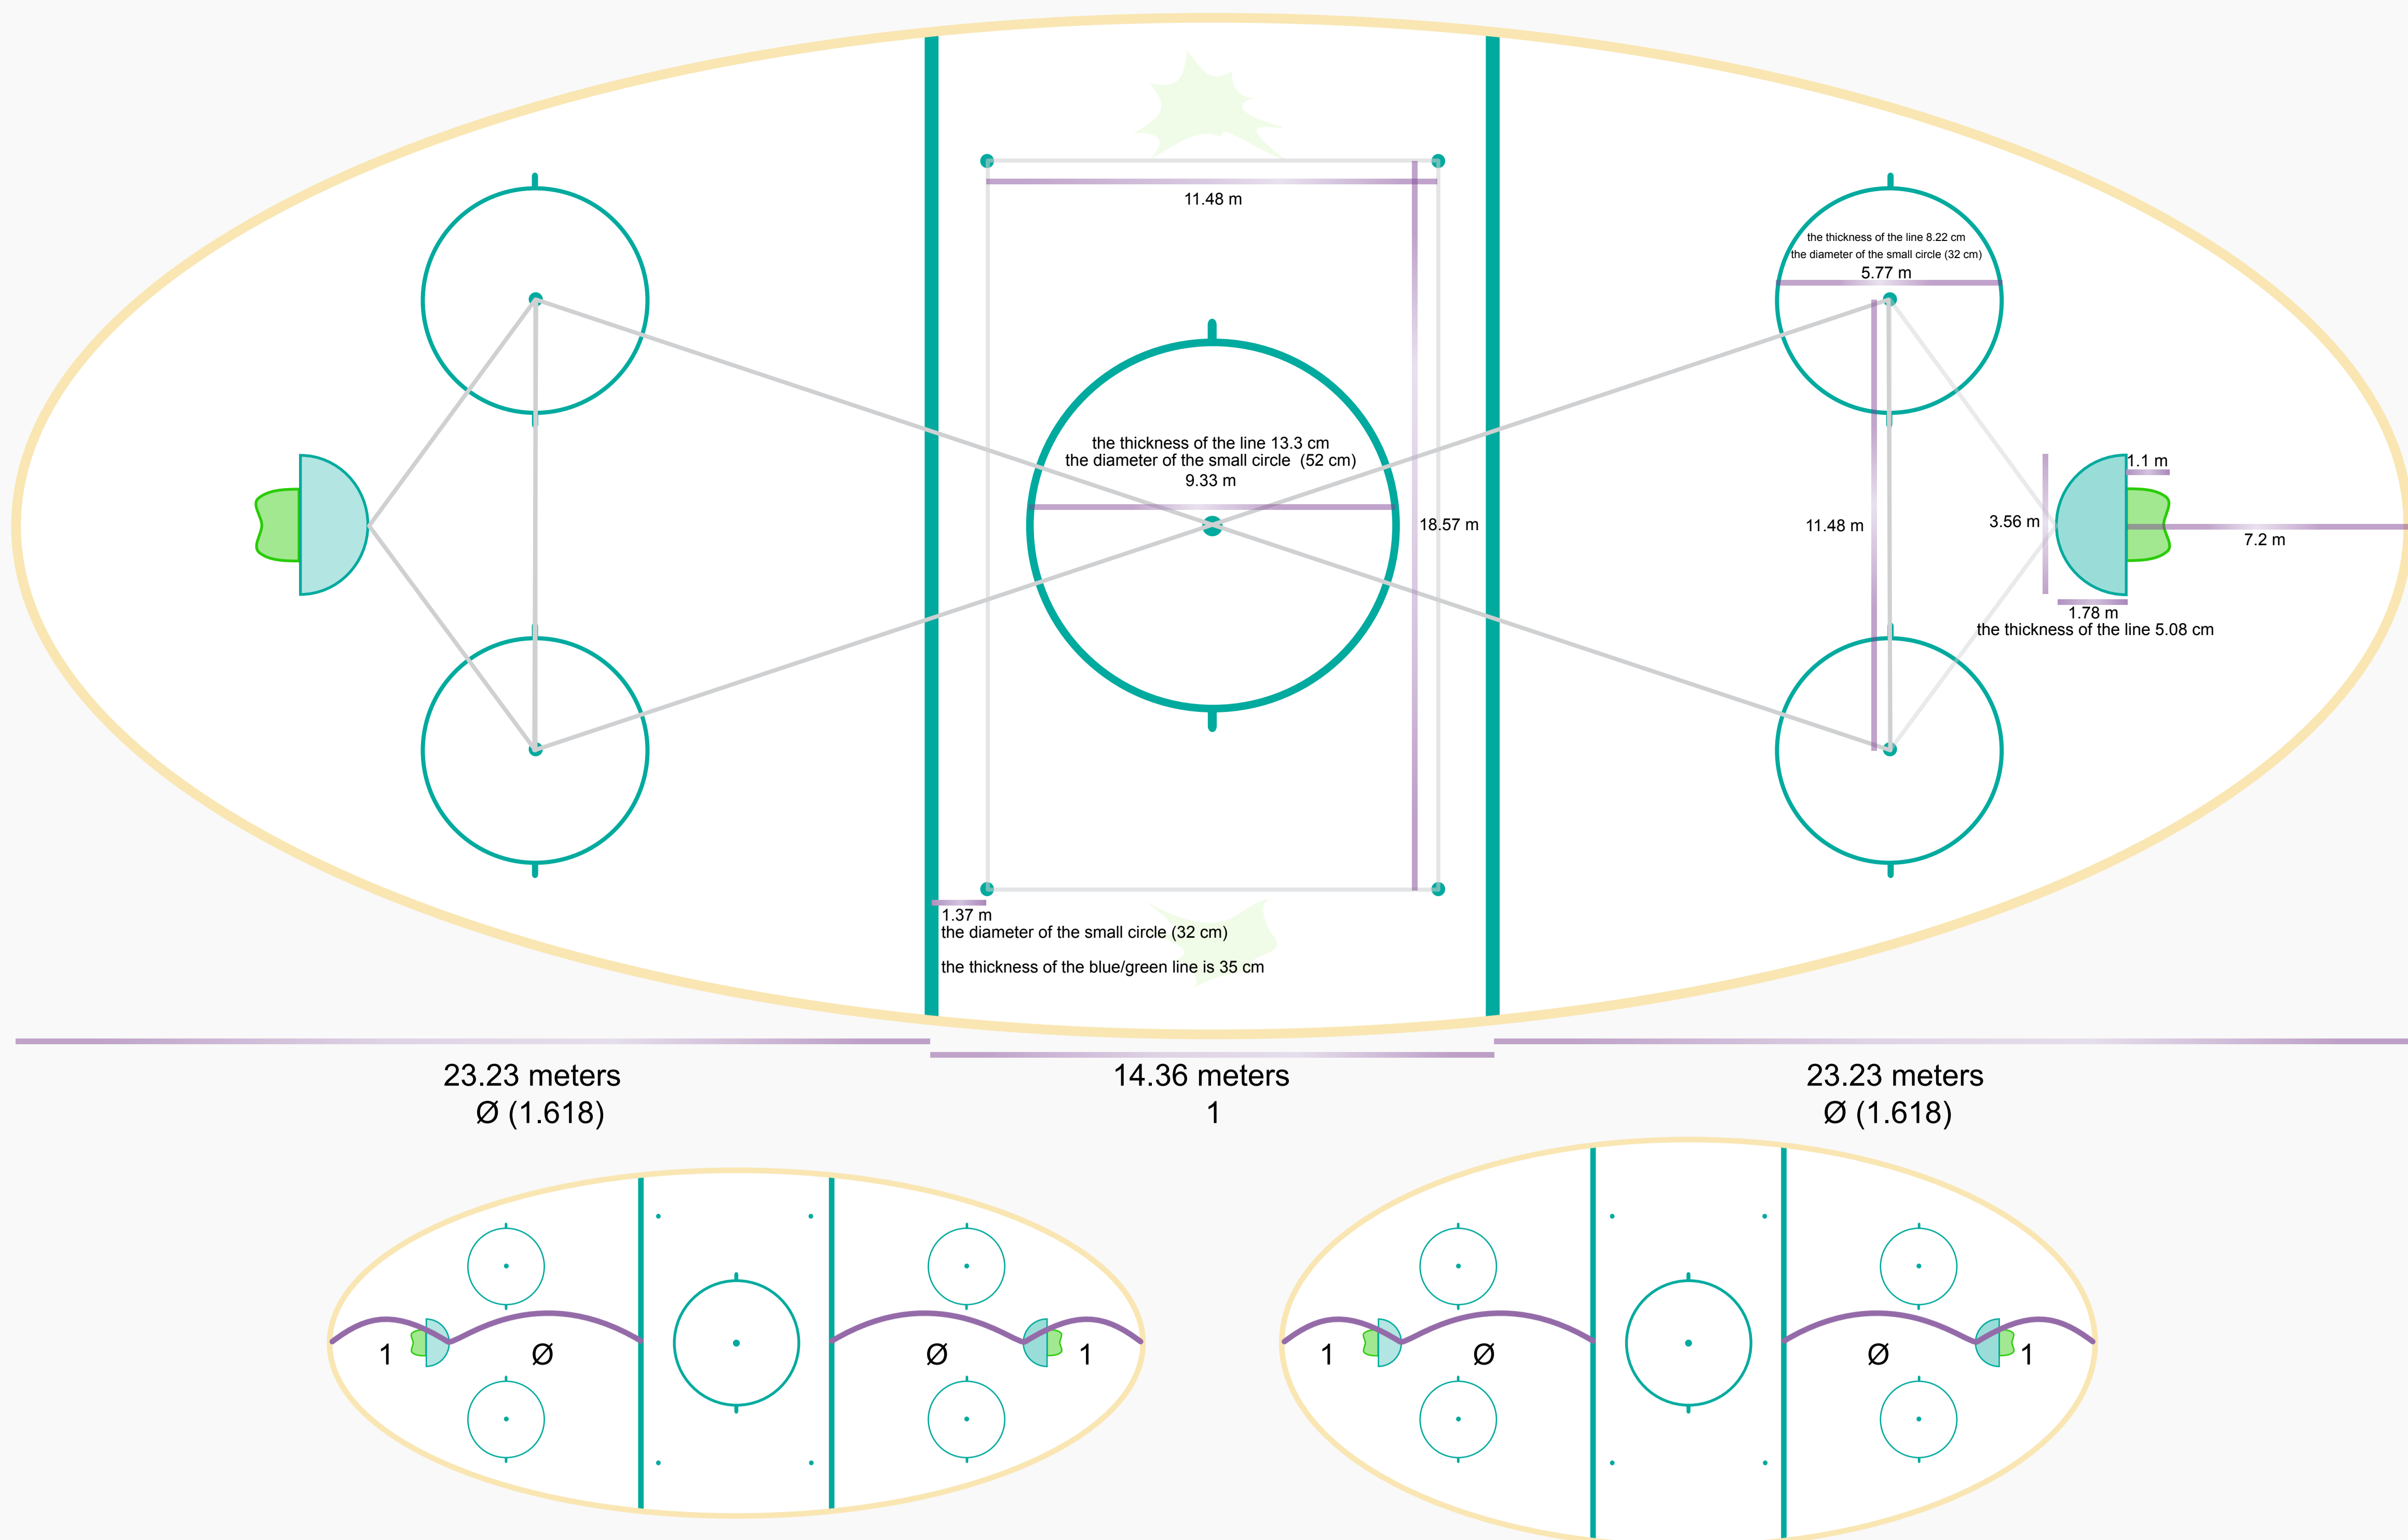 11.48 m
the thickness of the line 8.22 cm
the diameter of the small circle (32 cm)
5.77 m
the thickness of the line 13.3 cm
the diameter of the small circle  (52 cm)
9.33 m
18.57 m
11.48 m
3.56 m
1.1 m
7.2 m
1.78 m
the thickness of the line 5.08 cm
1.37 m
the diameter of the small circle (32 cm)
the thickness of the blue/green line is 35 cm
23.23 meters
Ø (1.618)
14.36 meters
1
23.23 meters
Ø (1.618)
1
Ø
Ø
1
1
Ø
Ø
1